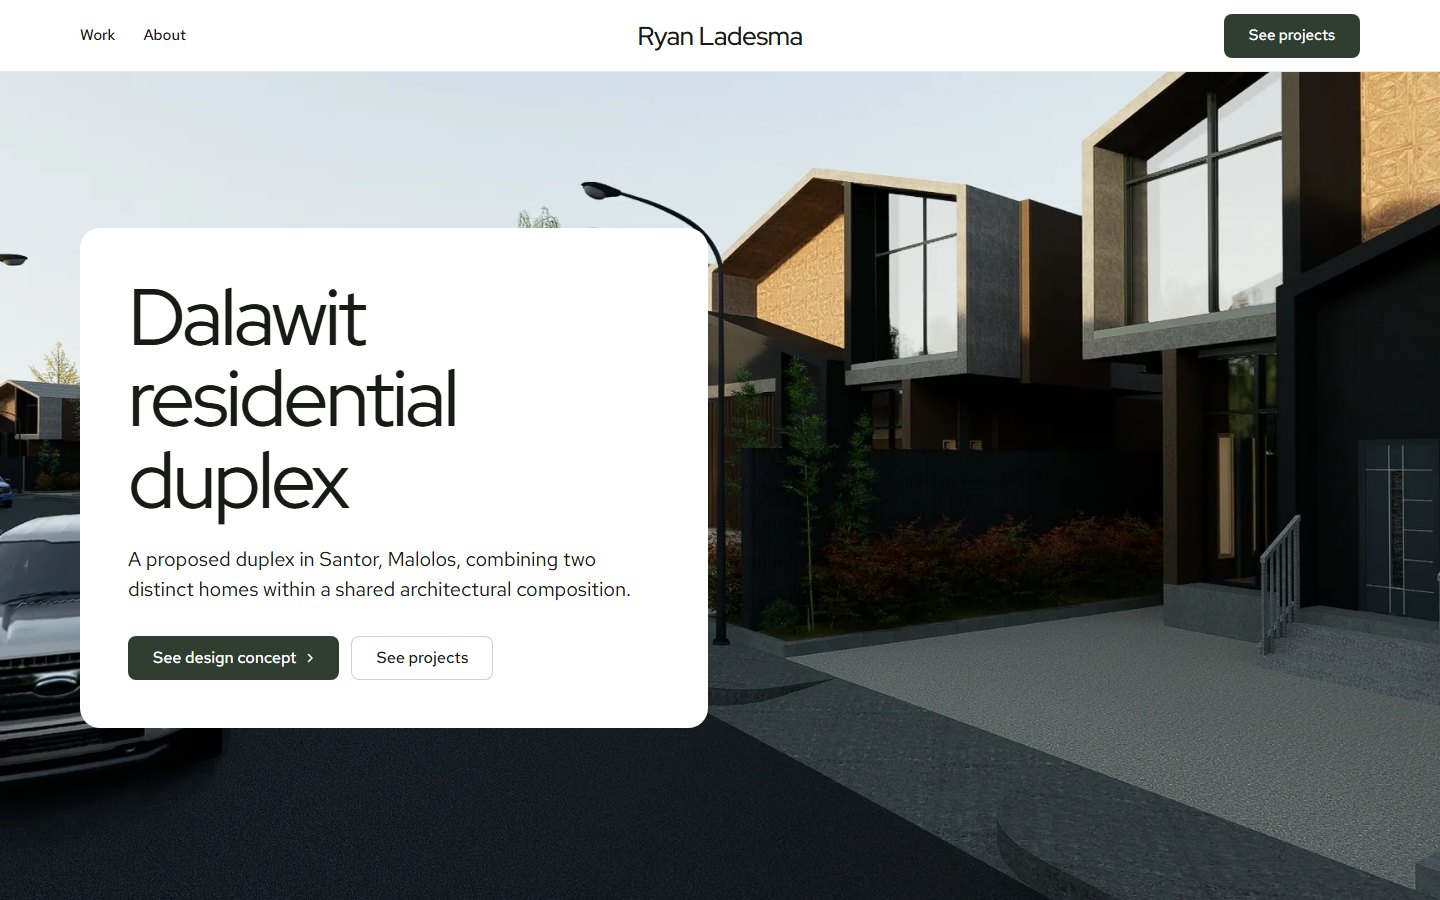 Work
About
Ryan Ladesma
See projects
Dalawit
residential
duplex
A proposed duplex in Santor, Malolos, combining two
distinct homes within a shared architectural composition.
See design concept
See projects